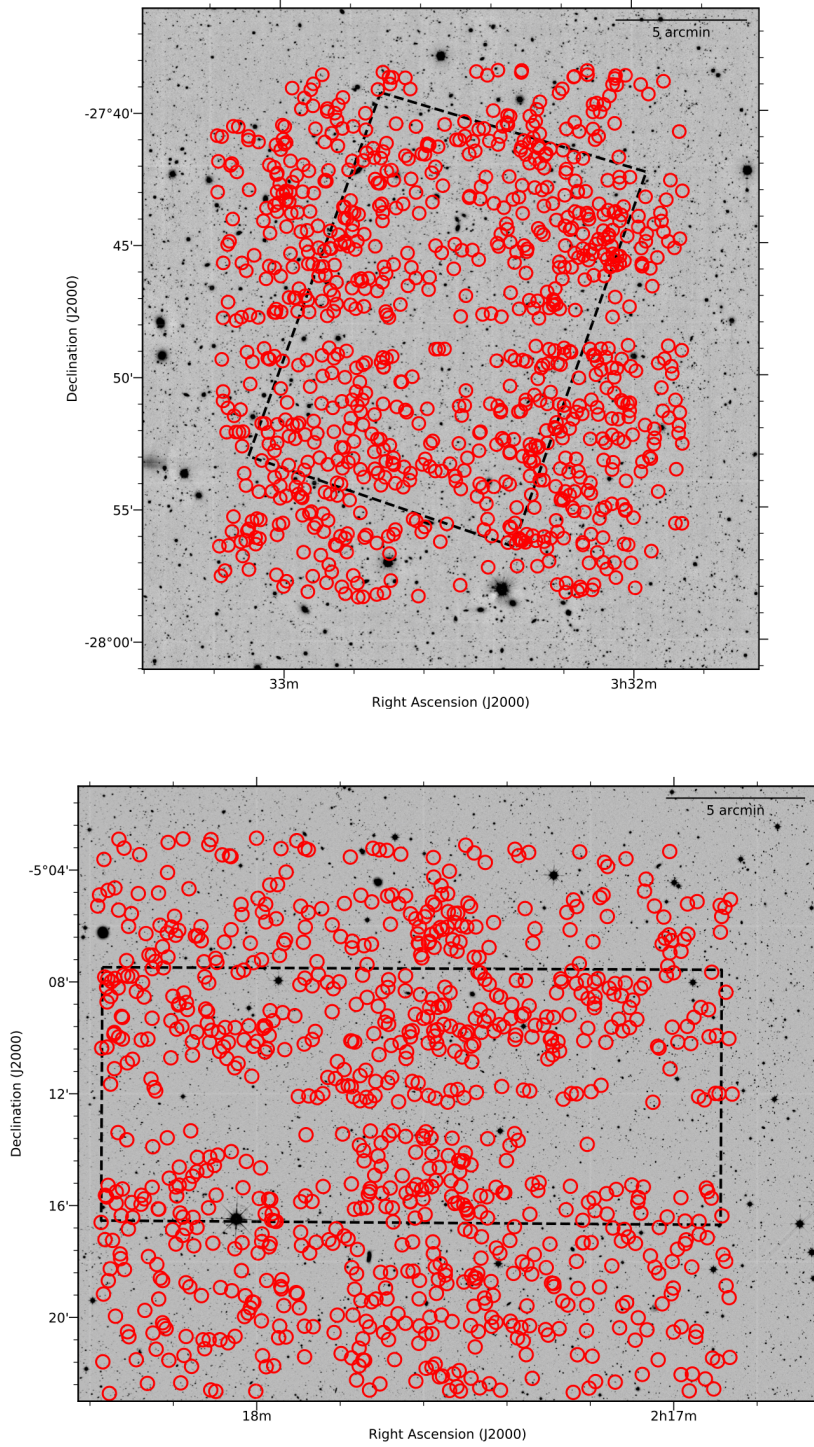 5 arcmin
-27°40'
45'
50'
55'
-28°00'
Declination (J2000)
33m
3h32m
Right Ascension (J2000)
5 arcmin
-5°04'
08'
12'
16'
20'
Declination (J2000)
18m
2h17m
Right Ascension (J2000)